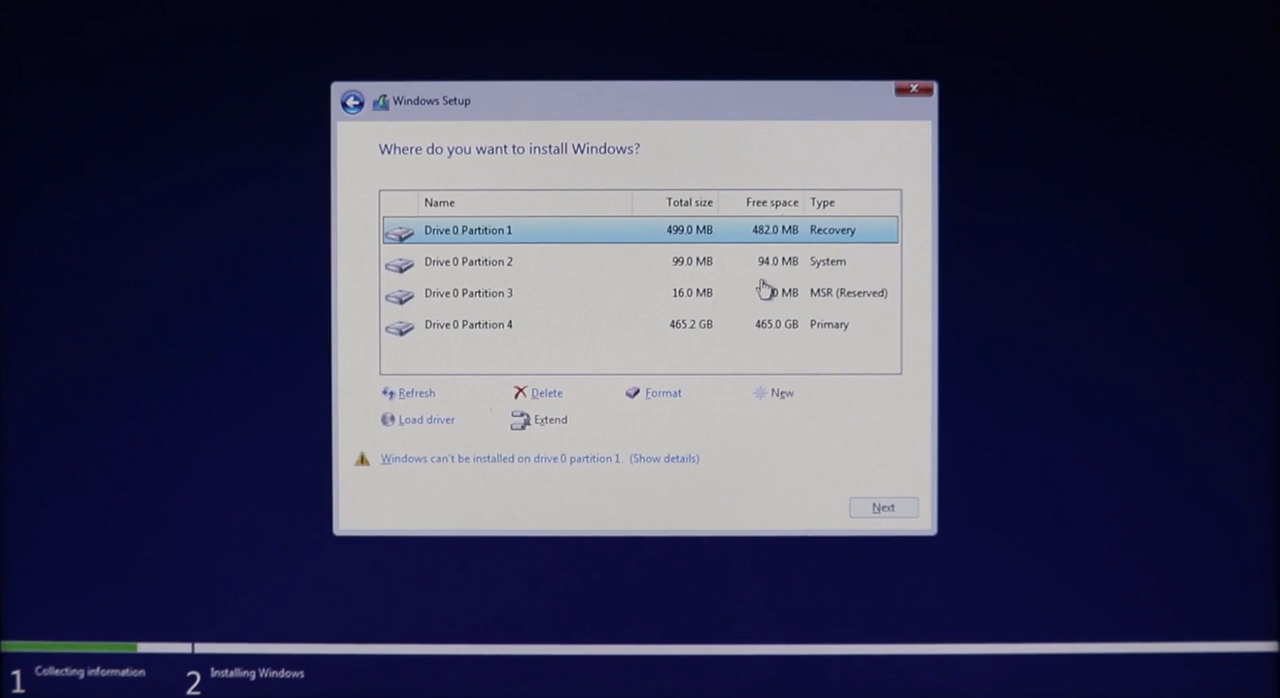 Windows Setup
Where do you want to install Windows?
Name Total size Free space Type
Drive 0 Partition 1 499.0 MB 482.0 MB Recovery
Drive 0 Partition 2 99.0 MB 94.0 MB System
Drive 0 Partition 3 16.0 MB MB MSR (Reserved)
Drive 0 Partition 4 465.2 GB 465.0 GB Primary
Refresh Delete Format New
Load driver Extend
Windows can't be installed on drive 0 partition 1. (Show details)
Next
1 Collecting information 2 Installing Windows